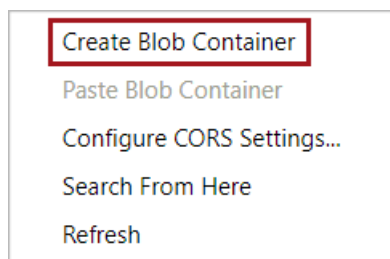 Create Blob Container
Paste Blob Container
Configure CORS Settings...
Search From Here
Refresh